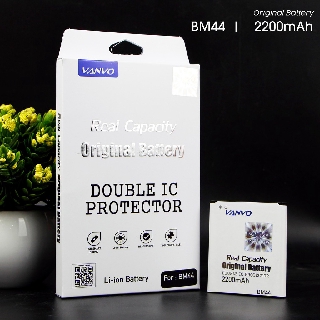 Original Battery
BM44 | 2200mAh
VANVO
Real Capacity
Original Battery
DOUBLE IC
PROTECTOR
Li-ion Battery
For : BM44
VANVO
Real Capacity
Original Battery
2200mAh
BM44